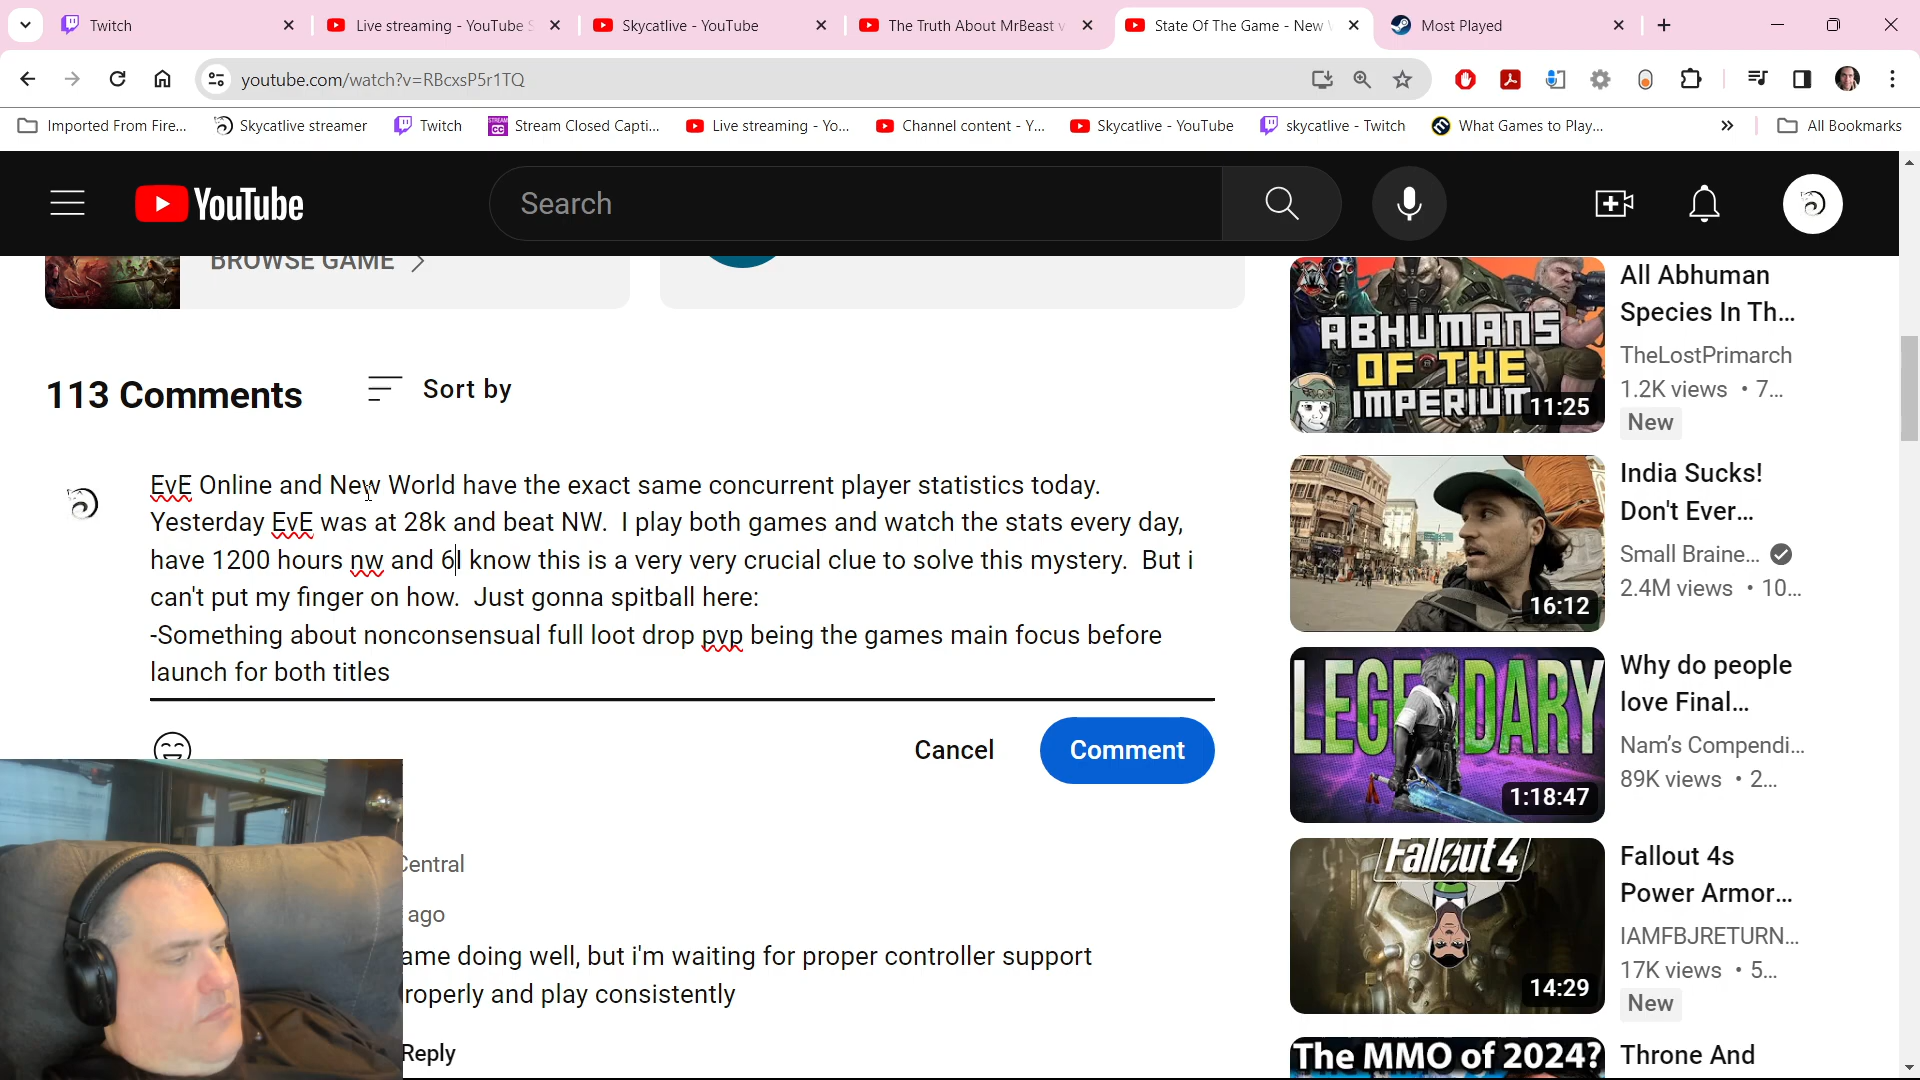 Twitch
Live streaming - YouTube S
Skycatlive - YouTube
The Truth About MrBeast v
State Of The Game - New
Most Played
youtube.com/watch?v=RBcxsP5r1TQ
Imported From Fire...
Skycatlive streamer
Twitch
Stream Closed Capti...
Live streaming - Yo...
Channel content - Y...
Skycatlive - YouTube
skycatlive - Twitch
What Games to Play...
All Bookmarks
YouTube
Search
BROWSE GAME
113 Comments
Sort by
EvE Online and New World have the exact same concurrent player statistics today.
Yesterday EvE was at 28k and beat NW.  I play both games and watch the stats every day,
have 1200 hours nw and 6I know this is a very very crucial clue to solve this mystery.  But i
can't put my finger on how.  Just gonna spitball here:
-Something about nonconsensual full loot drop pvp being the games main focus before
launch for both titles
Cancel
Comment
Central
ago
ame doing well, but i'm waiting for proper controller support
roperly and play consistently
Reply
ABHUMANS
OF THE
IMPERIUM
11:25
All Abhuman
Species In Th...
TheLostPrimarch
1.2K views • 7...
New
16:12
India Sucks!
Don't Ever...
Small Braine...
2.4M views • 10...
LEGENDARY
1:18:47
Why do people
love Final...
Nam's Compendi...
89K views • 2...
Fallout 4
14:29
Fallout 4s
Power Armor...
IAMFBJRETURN...
17K views • 5...
New
The MMO of 2024?
Throne And